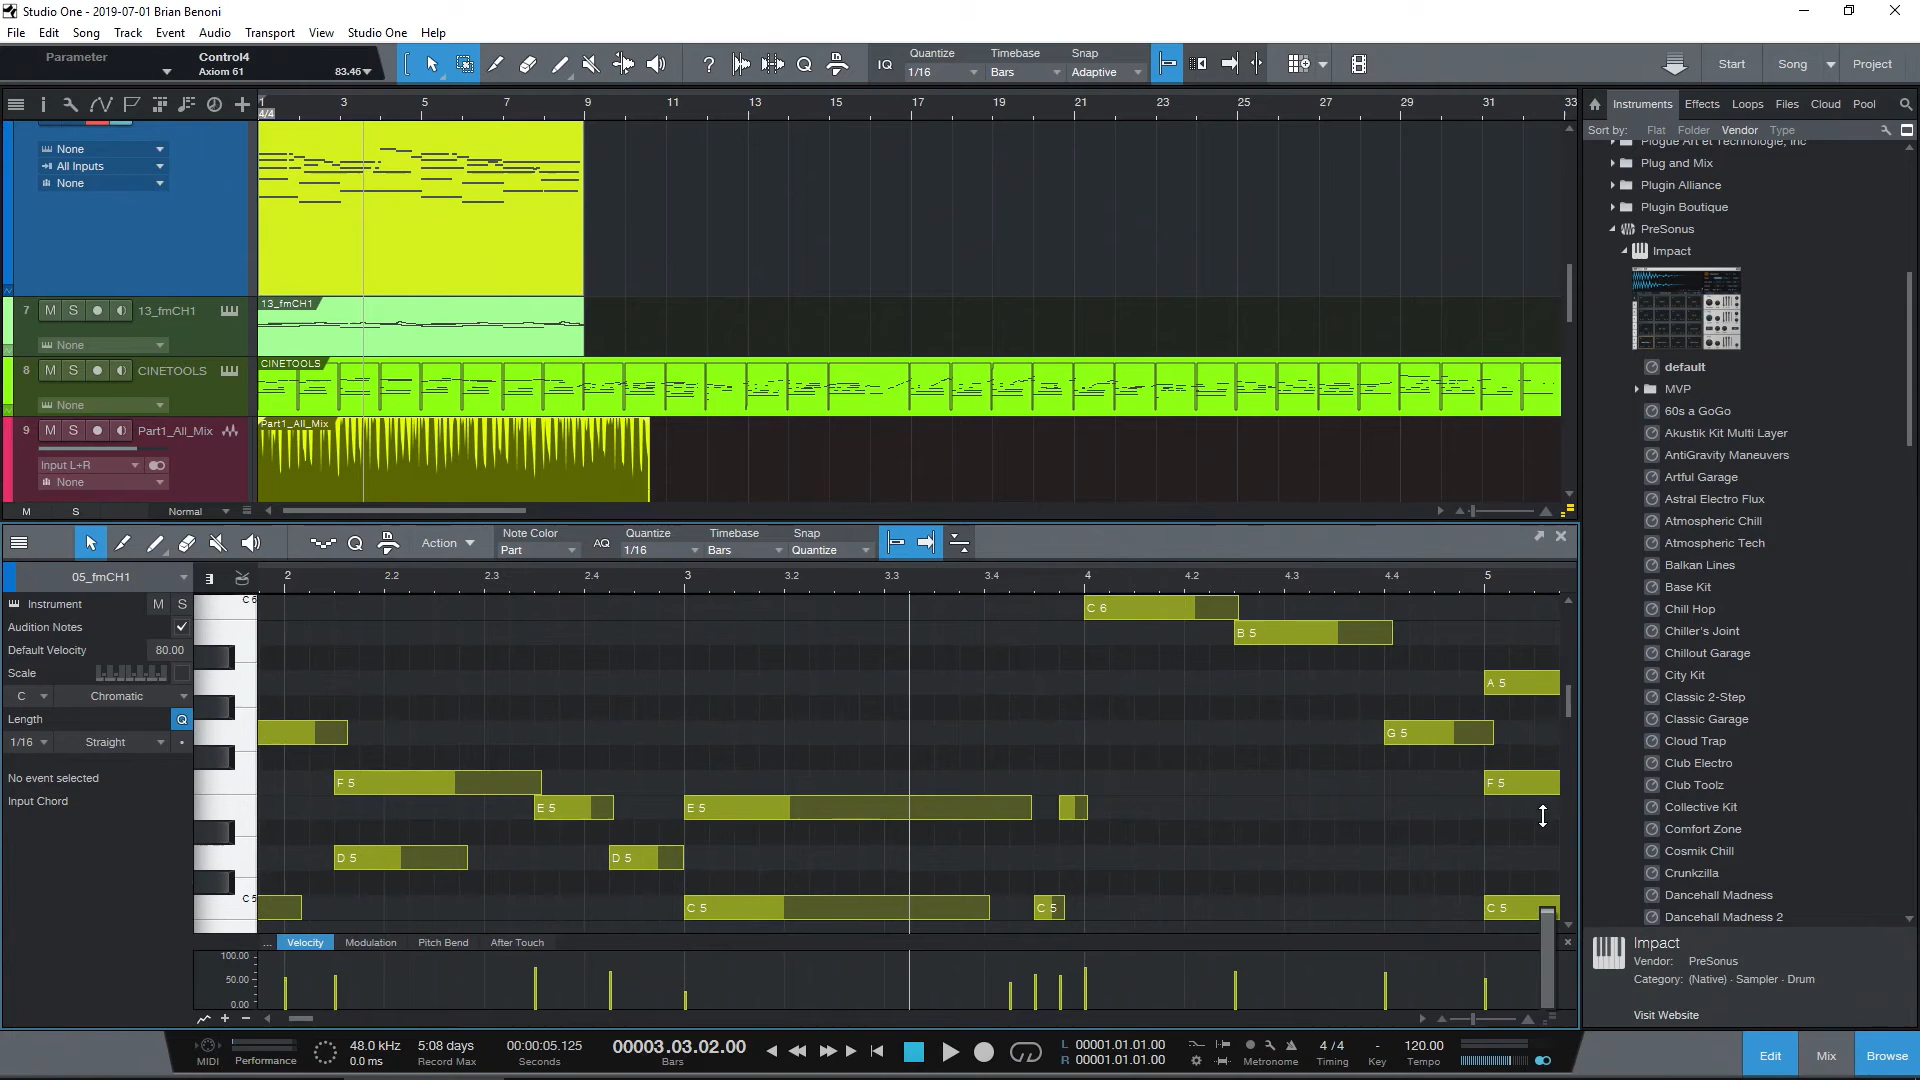 Studio One - 2019-07-01 Brian Benoni
File Edit Song Track Event Audio Transport View Studio One Help
Parameter Control4
Axiom 61 83.46
IQ Quantize 1/16 Timebase Bars Snap Adaptive
Start Song Project
1 3 5 7 9 11 13 15 17 19 21 23 25 27 29 31 33
4/4
None
All Inputs
None
7 M S 13_fmCH1
None
13_fmCH1
8 M S CINETOOLS
None
CINETOOLS
9 M S Part1_All_Mix
Input L+R
None
Part1_All_Mix
M S Normal
Action Note Color Part AQ Quantize 1/16 Timebase Bars Snap Quantize
05_fmCH1
2 2.2 2.3 2.4 3 3.2 3.3 3.4 4 4.2 4.3 4.4 5
Instrument M S
Audition Notes
Default Velocity 80.00
Scale
C Chromatic
Length Q
1/16 Straight
No event selected
Input Chord
C 6
C 5
C 6
B 5
A 5
G 5
F 5 F 5
E 5 E 5
D 5 D 5
C 5 C 5 C 5
... Velocity Modulation Pitch Bend After Touch
100.00
50.00
0.00
Instruments Effects Loops Files Cloud Pool
Sort by: Flat Folder Vendor Type
Plogue Art et Technologie, Inc
Plug and Mix
Plugin Alliance
Plugin Boutique
PreSonus
Impact
default
MVP
60s a GoGo
Akustik Kit Multi Layer
AntiGravity Maneuvers
Artful Garage
Astral Electro Flux
Atmospheric Chill
Atmospheric Tech
Balkan Lines
Base Kit
Chill Hop
Chiller's Joint
Chillout Garage
City Kit
Classic 2-Step
Classic Garage
Cloud Trap
Club Electro
Club Toolz
Collective Kit
Comfort Zone
Cosmik Chill
Crunkzilla
Dancehall Madness
Dancehall Madness 2
Impact
Vendor: PreSonus
Category: (Native) - Sampler - Drum
Visit Website
MIDI Performance
48.0 kHz
0.0 ms
5:08 days
Record Max
00:00:05.125
Seconds
00003.03.02.00
Bars
L 00001.01.01.00
R 00001.01.01.00
Metronome
4 / 4
Timing
-
Key
120.00
Tempo
Edit Mix Browse